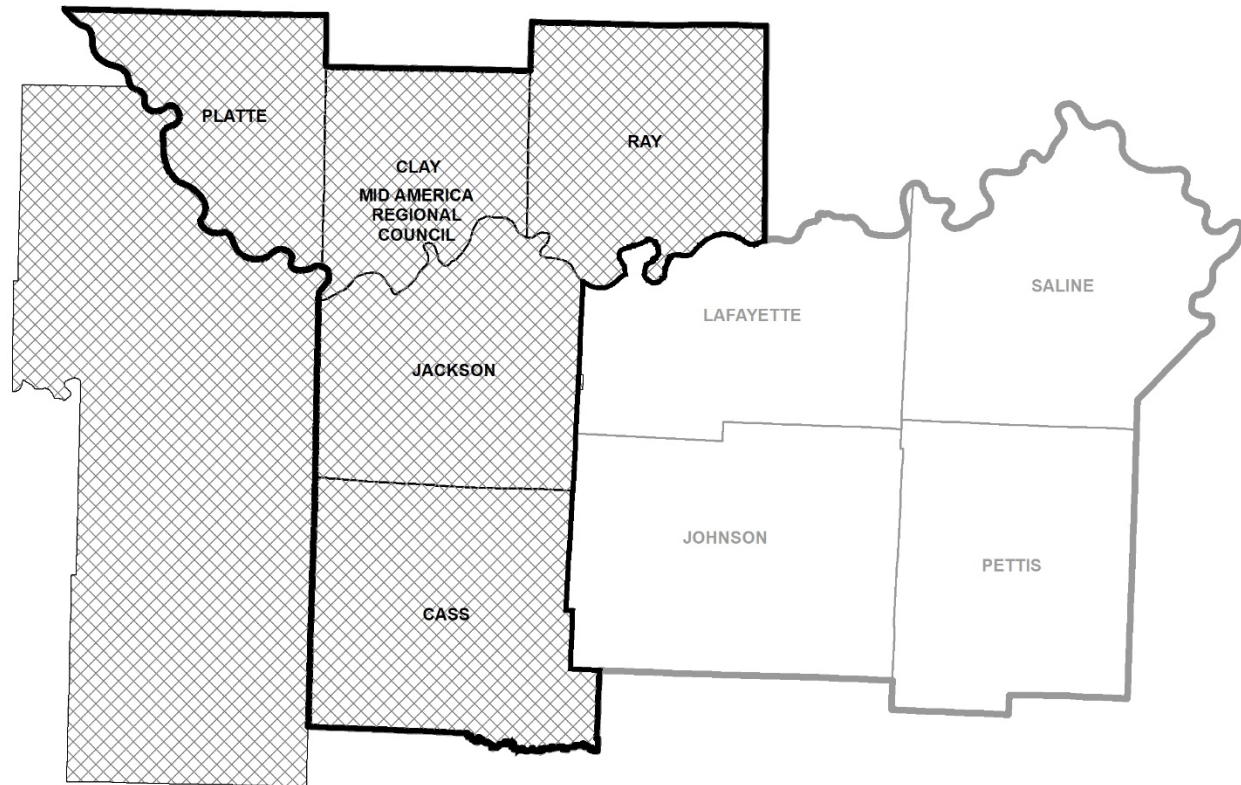 PLATTE
RAY
CLAY
MID AMERICA
REGIONAL
COUNCIL
SALINE
LAFAYETTE
JACKSON
JOHNSON
PETTIS
CASS